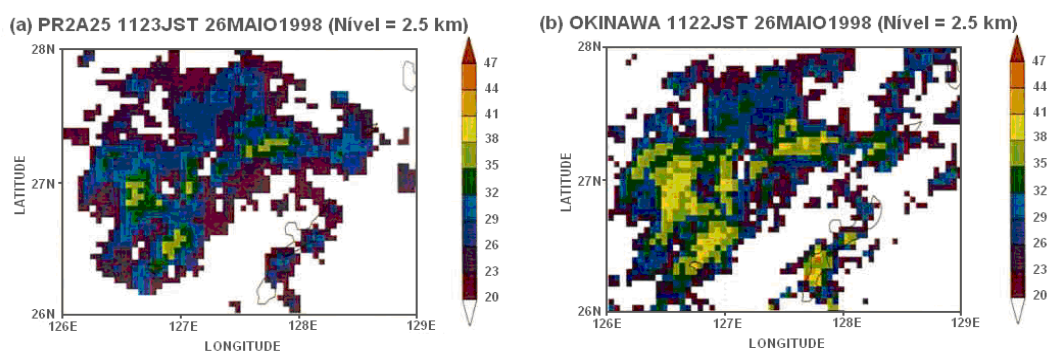 (a) PR2A25 1123JST 26MAIO1998 (Nível = 2.5 km)
28N
27N
26N
LATITUDE
126E 127E 128E 129E
LONGITUDE
47
44
41
38
35
32
29
26
23
20
(b) OKINAWA 1122JST 26MAIO1998 (Nível = 2.5 km)
28N
27N
26N
LATITUDE
126E 127E 128E 129E
LONGITUDE
47
44
41
38
35
32
29
26
23
20